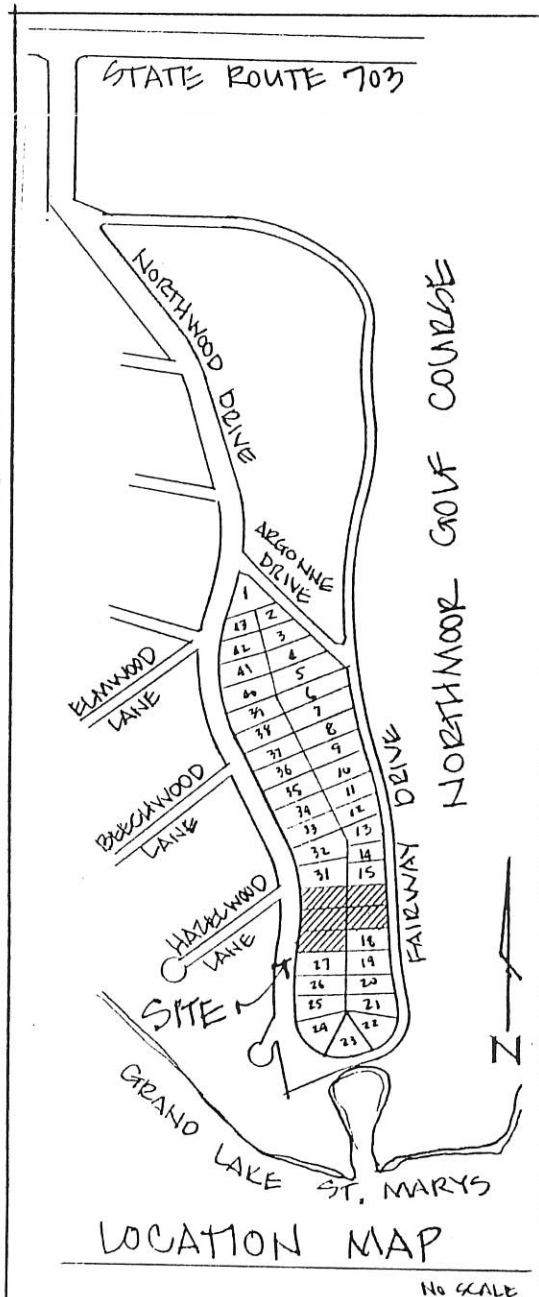 STATE ROUTE 703
NORTHWOOD DRIVE
NORTHMOOR GOLF COURSE
ARGONNE
DRIVE
1
2
43
3
42
4
41
5
40
6
39
7
38
8
37
9
36
10
35
11
34
12
33
13
32
14
31
15
ELMWOOD
LANE
BEECHWOOD
LANE
FAIRWAY DRIVE
HAZELWOOD
LANE
18
27
19
26
20
25
21
24
22
23
SITE
N
GRAND LAKE ST. MARYS
LOCATION MAP
NO SCALE